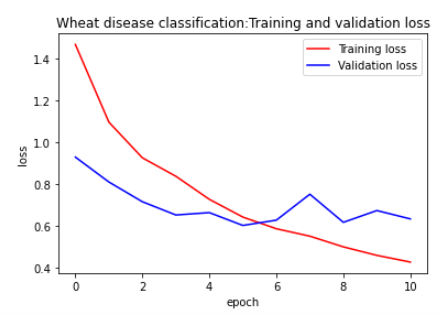 Wheat disease classification:Training and validation loss
Training loss
Validation loss
1.4
1.2
1.0
0.8
0.6
0.4
loss
0 2 4 6 8 10
epoch